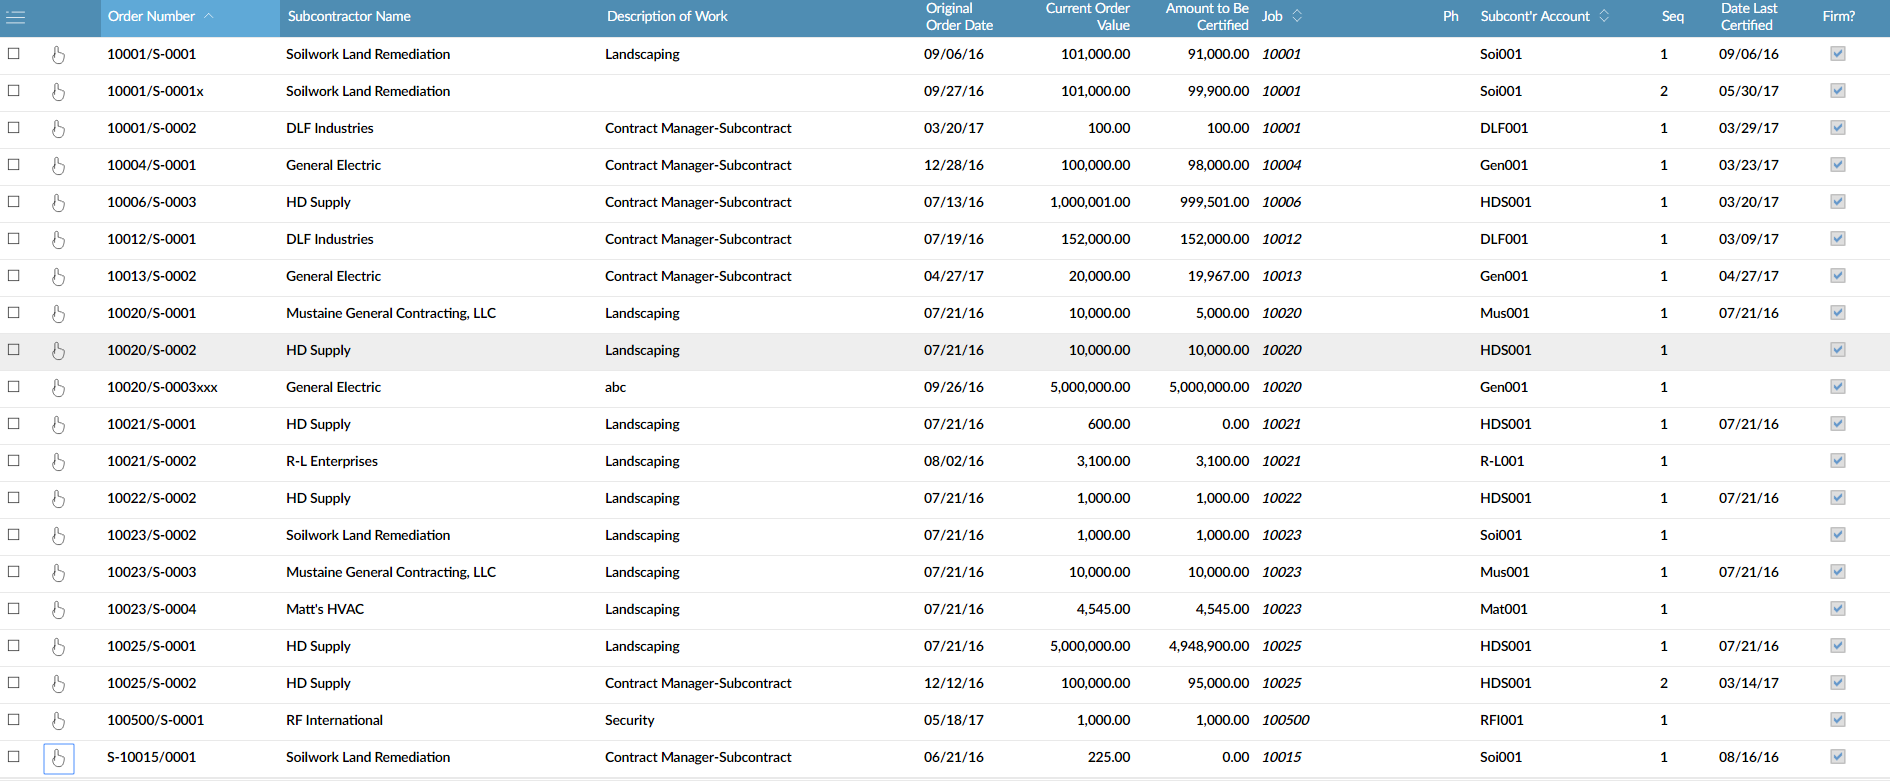 Order Number Subcontractor Name Description of Work Original Order Date Current Order Value Amount to Be Certified Job Ph Subcont'r Account Seq Date Last Certified Firm?
10001/S-0001 Soilwork Land Remediation Landscaping 09/06/16 101,000.00 91,000.00 10001 Soi001 1 09/06/16
10001/S-0001x Soilwork Land Remediation 09/27/16 101,000.00 99,900.00 10001 Soi001 2 05/30/17
10001/S-0002 DLF Industries Contract Manager-Subcontract 03/20/17 100.00 100.00 10001 DLF001 1 03/29/17
10004/S-0001 General Electric Contract Manager-Subcontract 12/28/16 100,000.00 98,000.00 10004 Gen001 1 03/23/17
10006/S-0003 HD Supply Contract Manager-Subcontract 07/13/16 1,000,001.00 999,501.00 10006 HDS001 1 03/20/17
10012/S-0001 DLF Industries Contract Manager-Subcontract 07/19/16 152,000.00 152,000.00 10012 DLF001 1 03/09/17
10013/S-0002 General Electric Contract Manager-Subcontract 04/27/17 20,000.00 19,967.00 10013 Gen001 1 04/27/17
10020/S-0001 Mustaine General Contracting, LLC Landscaping 07/21/16 10,000.00 5,000.00 10020 Mus001 1 07/21/16
10020/S-0002 HD Supply Landscaping 07/21/16 10,000.00 10,000.00 10020 HDS001 1
10020/S-0003xxx General Electric abc 09/26/16 5,000,000.00 5,000,000.00 10020 Gen001 1
10021/S-0001 HD Supply Landscaping 07/21/16 600.00 0.00 10021 HDS001 1 07/21/16
10021/S-0002 R-L Enterprises Landscaping 08/02/16 3,100.00 3,100.00 10021 R-L001 1
10022/S-0002 HD Supply Landscaping 07/21/16 1,000.00 1,000.00 10022 HDS001 1 07/21/16
10023/S-0002 Soilwork Land Remediation Landscaping 07/21/16 1,000.00 1,000.00 10023 Soi001 1
10023/S-0003 Mustaine General Contracting, LLC Landscaping 07/21/16 10,000.00 10,000.00 10023 Mus001 1 07/21/16
10023/S-0004 Matt's HVAC Landscaping 07/21/16 4,545.00 4,545.00 10023 Mat001 1
10025/S-0001 HD Supply Landscaping 07/21/16 5,000,000.00 4,948,900.00 10025 HDS001 1 07/21/16
10025/S-0002 HD Supply Contract Manager-Subcontract 12/12/16 100,000.00 95,000.00 10025 HDS001 2 03/14/17
100500/S-0001 RF International Security 05/18/17 1,000.00 1,000.00 100500 RFI001 1
S-10015/0001 Soilwork Land Remediation Contract Manager-Subcontract 06/21/16 225.00 0.00 10015 Soi001 1 08/16/16